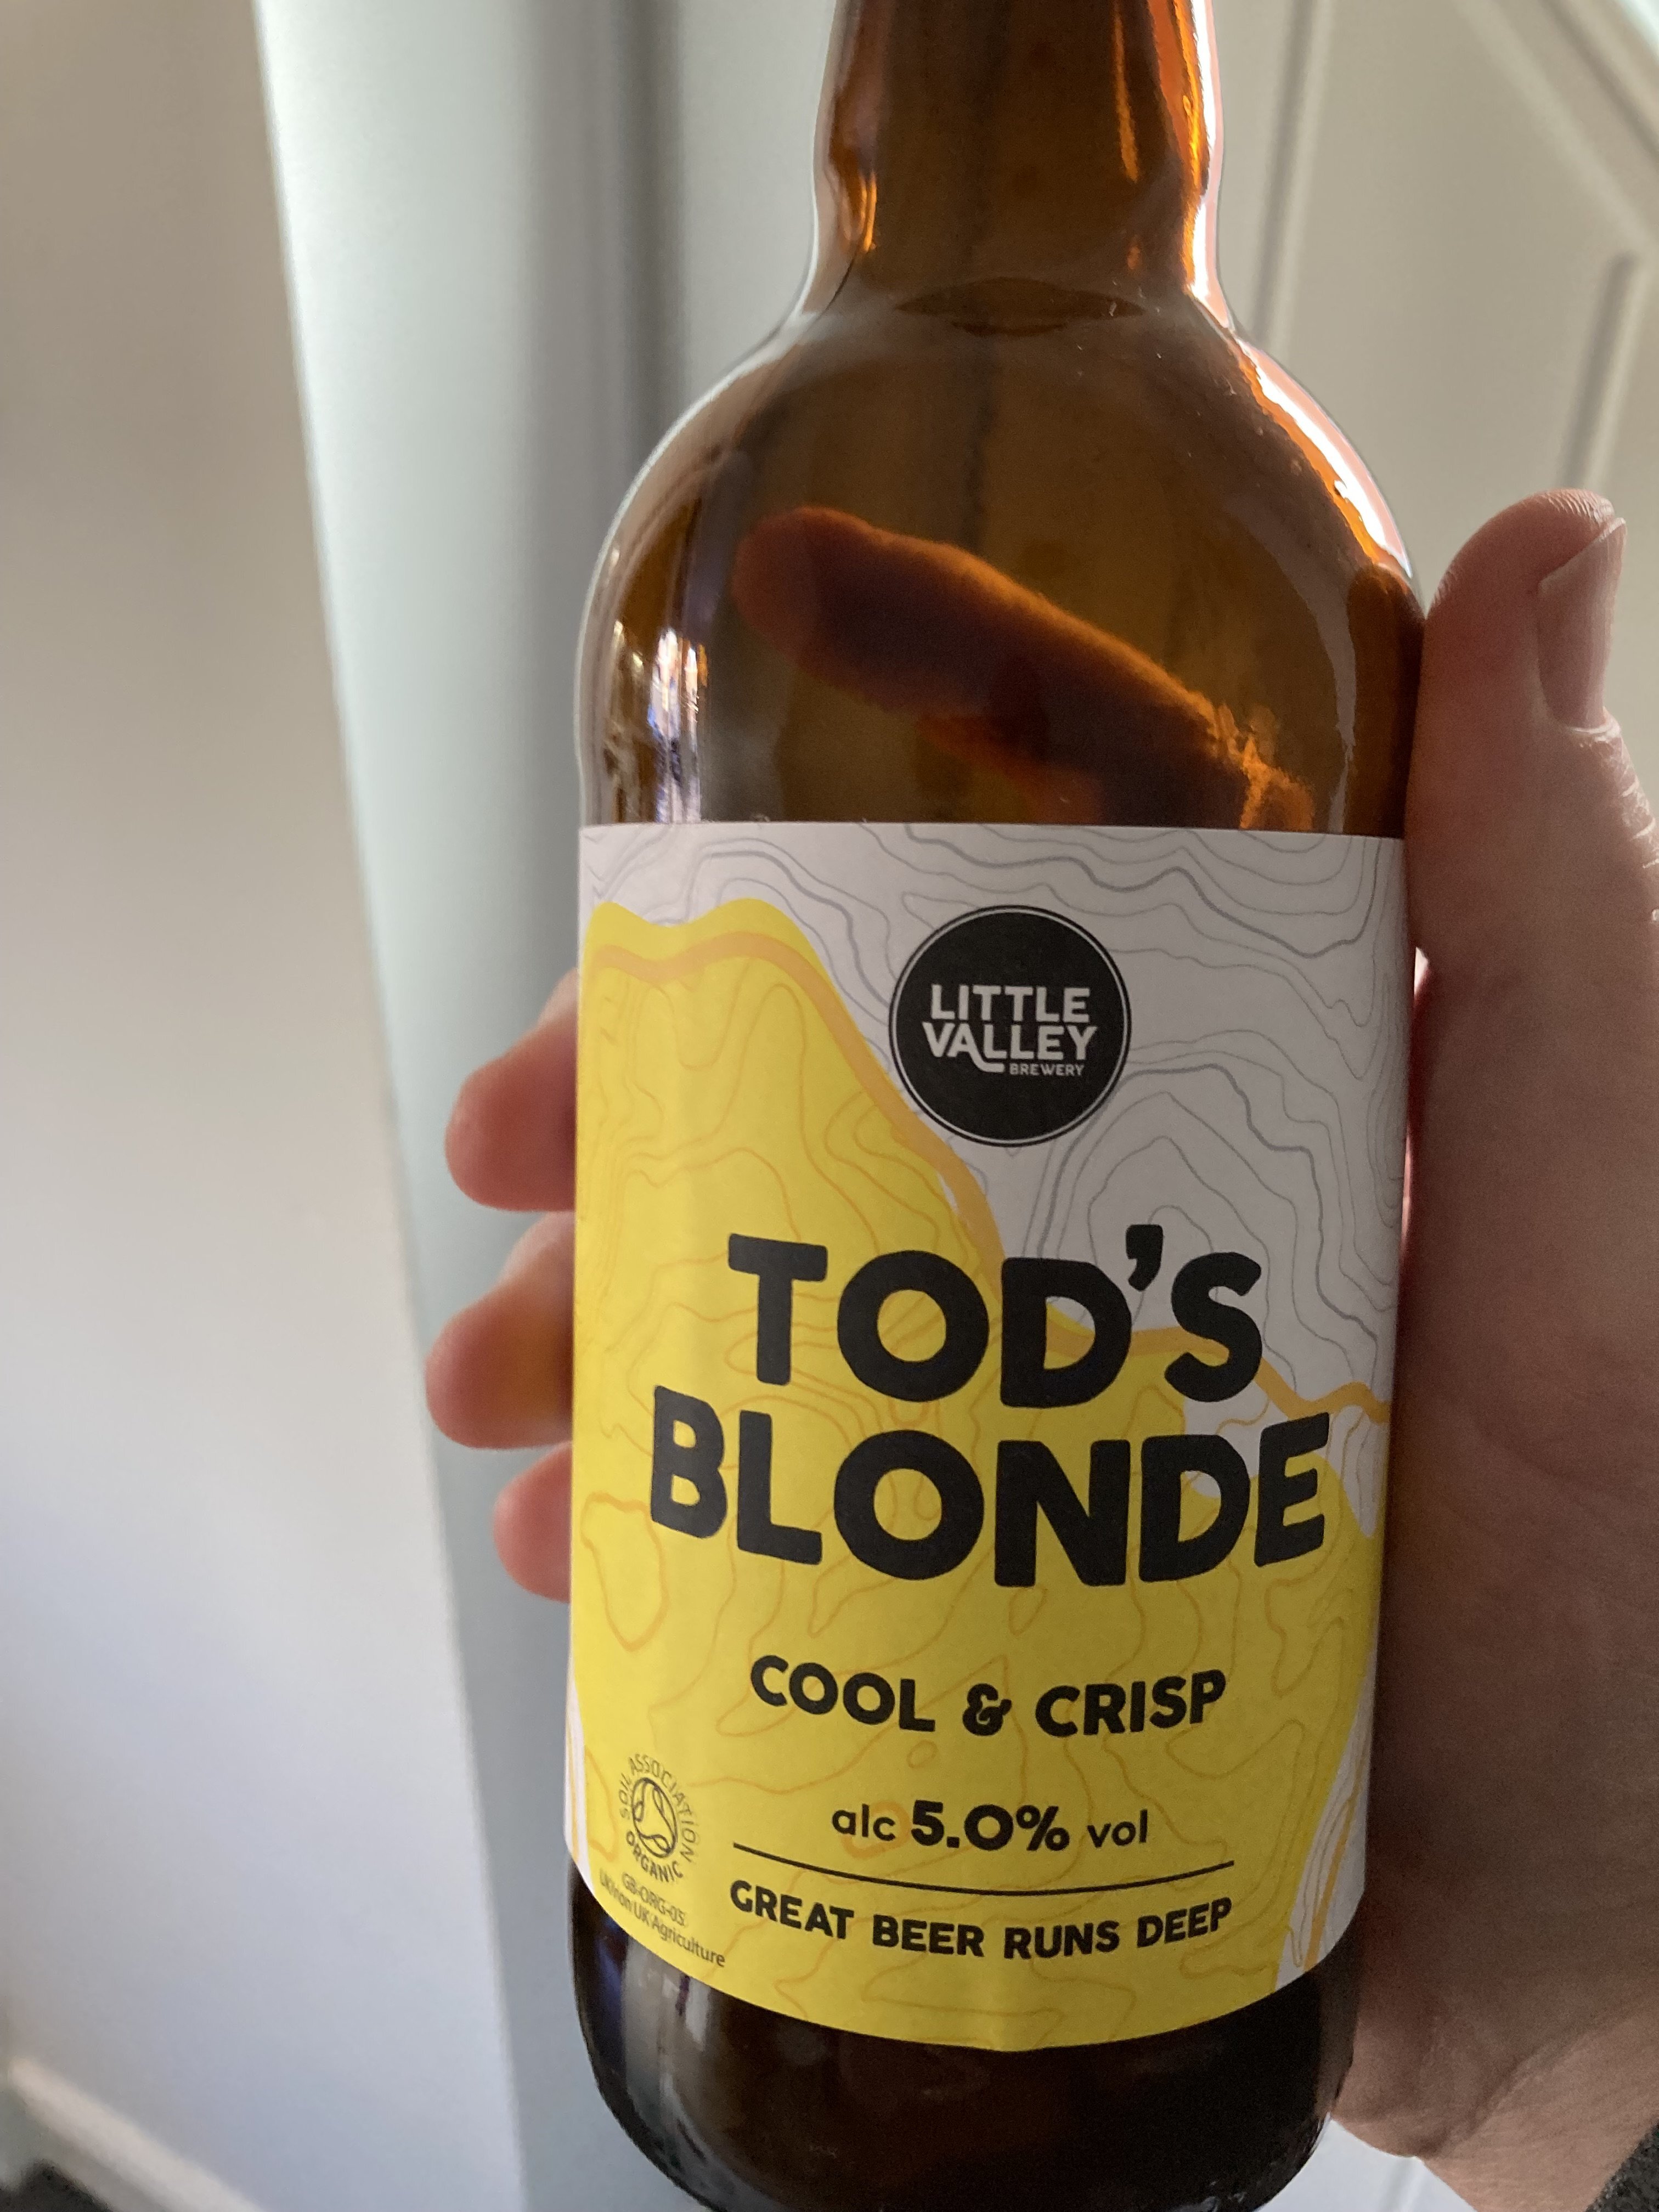 LITTLE
VALLEY
BREWERY
TOD'S
BLONDE
COOL & CRISP
alc 5.0% vol
GREAT BEER RUNS DEEP
SOIL ASSOCIATION
ORGANIC
GB-ORG-05
UK/non UK Agriculture